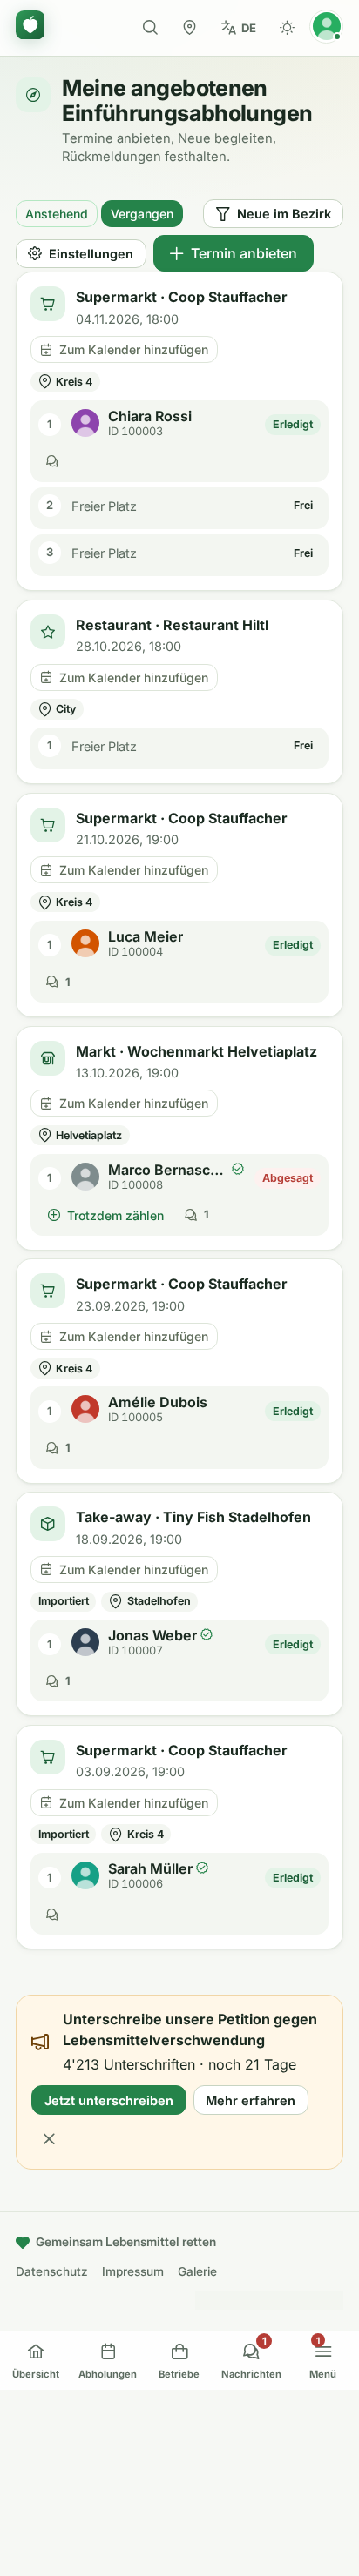 DE
Meine angebotenen
Einführungsabholungen
Termine anbieten, Neue begleiten,
Rückmeldungen festhalten.
Anstehend
Vergangen
Neue im Bezirk
Einstellungen
Termin anbieten
Supermarkt · Coop Stauffacher
04.11.2026, 18:00
Zum Kalender hinzufügen
Kreis 4
1 Chiara Rossi Erledigt
ID 100003
2 Freier Platz Frei
3 Freier Platz Frei
Restaurant · Restaurant Hiltl
28.10.2026, 18:00
Zum Kalender hinzufügen
City
1 Freier Platz Frei
Supermarkt · Coop Stauffacher
21.10.2026, 19:00
Zum Kalender hinzufügen
Kreis 4
1 Luca Meier Erledigt
ID 100004
1
Markt · Wochenmarkt Helvetiaplatz
13.10.2026, 19:00
Zum Kalender hinzufügen
Helvetiaplatz
1 Marco Bernasc... Abgesagt
ID 100008
Trotzdem zählen 1
Supermarkt · Coop Stauffacher
23.09.2026, 19:00
Zum Kalender hinzufügen
Kreis 4
1 Amélie Dubois Erledigt
ID 100005
1
Take-away · Tiny Fish Stadelhofen
18.09.2026, 19:00
Zum Kalender hinzufügen
Importiert Stadelhofen
1 Jonas Weber Erledigt
ID 100007
1
Supermarkt · Coop Stauffacher
03.09.2026, 19:00
Zum Kalender hinzufügen
Importiert Kreis 4
1 Sarah Müller Erledigt
ID 100006
Unterschreibe unsere Petition gegen
Lebensmittelverschwendung
4'213 Unterschriften · noch 21 Tage
Jetzt unterschreiben
Mehr erfahren
Gemeinsam Lebensmittel retten
Datenschutz Impressum Galerie
1 1
Übersicht Abholungen Betriebe Nachrichten Menü